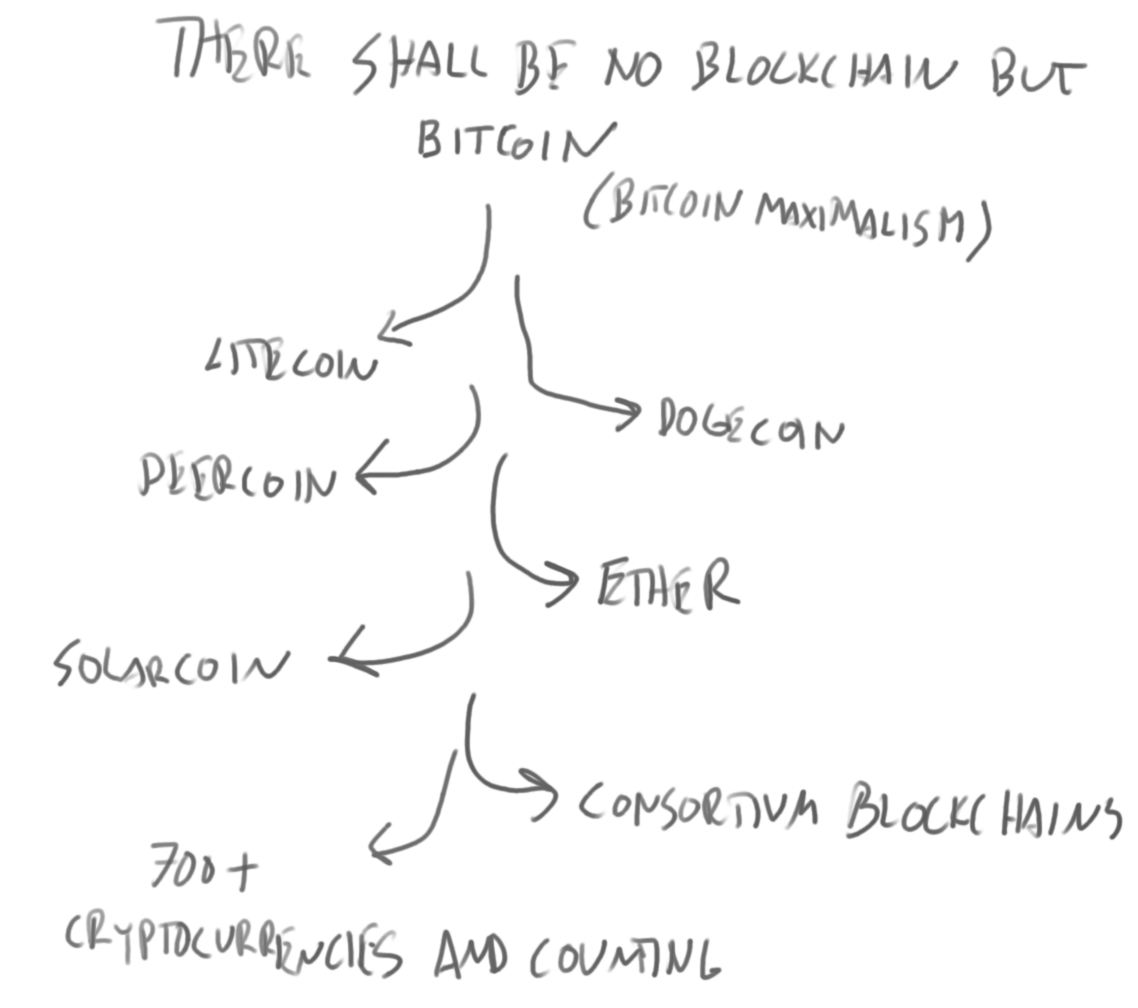 THERE SHALL BE NO BLOCKCHAIN BUT
BITCOIN
(BITCOIN MAXIMALISM)
LITECOIN
DOGECOIN
PEERCOIN
ETHER
SOLARCOIN
CONSORTIUM BLOCKCHAINS
700+
CRYPTOCURRENCIES AND COUNTING